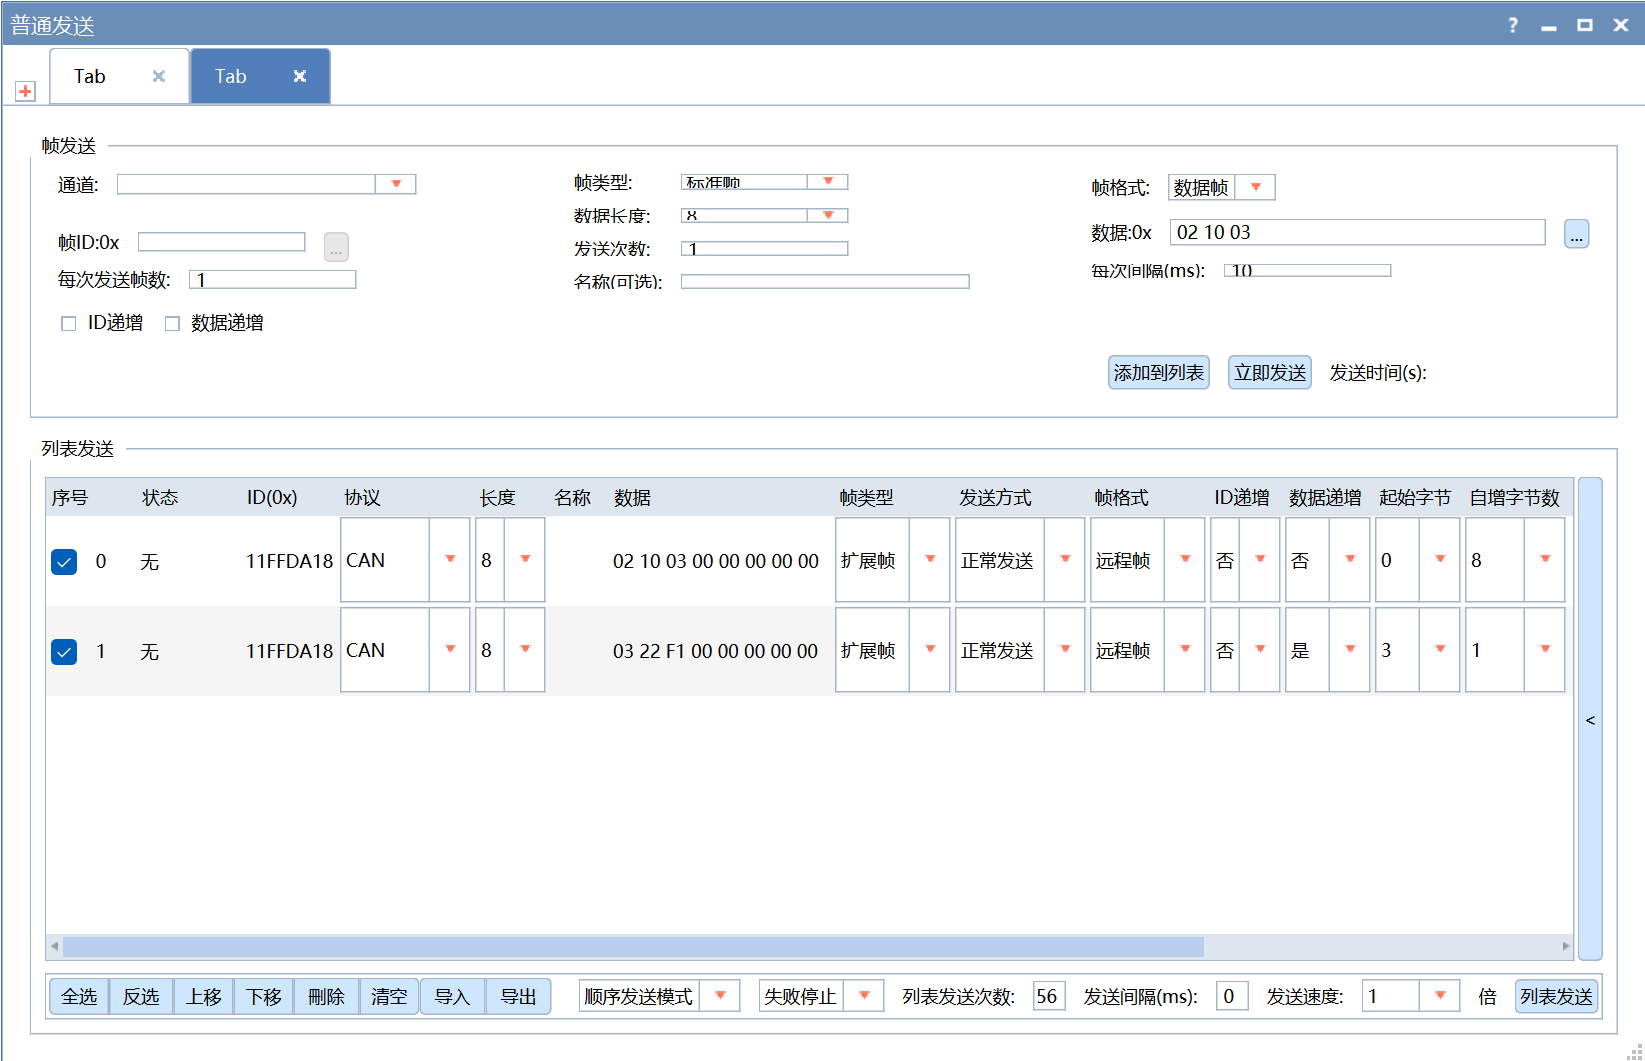 普通发送
Tab
Tab
帧发送
通道:
帧类型: 标准帧
帧格式: 数据帧
数据长度: 8
帧ID:0x
数据:0x 02 10 03 ...
发送次数: 1
每次发送帧数: 1
每次间隔(ms): 10
名称(可选):
ID递增 数据递增
添加到列表 立即发送 发送时间(s):
列表发送
序号 状态 ID(0x) 协议 长度 名称 数据 帧类型 发送方式 帧格式 ID递增 数据递增 起始字节 自增字节数
0 无 11FFDA18 CAN 8 02 10 03 00 00 00 00 00 扩展帧 正常发送 远程帧 否 否 0 8
1 无 11FFDA18 CAN 8 03 22 F1 00 00 00 00 00 扩展帧 正常发送 远程帧 否 是 3 1
<
全选 反选 上移 下移 刪除 清空 导入 导出 顺序发送模式 失败停止 列表发送次数: 56 发送间隔(ms): 0 发送速度: 1 倍 列表发送